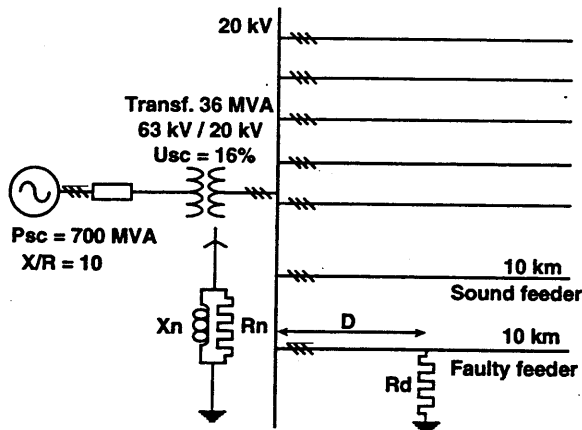 20 kV
Transf. 36 MVA
63 kV / 20 kV
Usc = 16%
Psc = 700 MVA
X/R = 10
10 km
Sound feeder
Xn
Rn
D
10 km
Faulty feeder
Rd